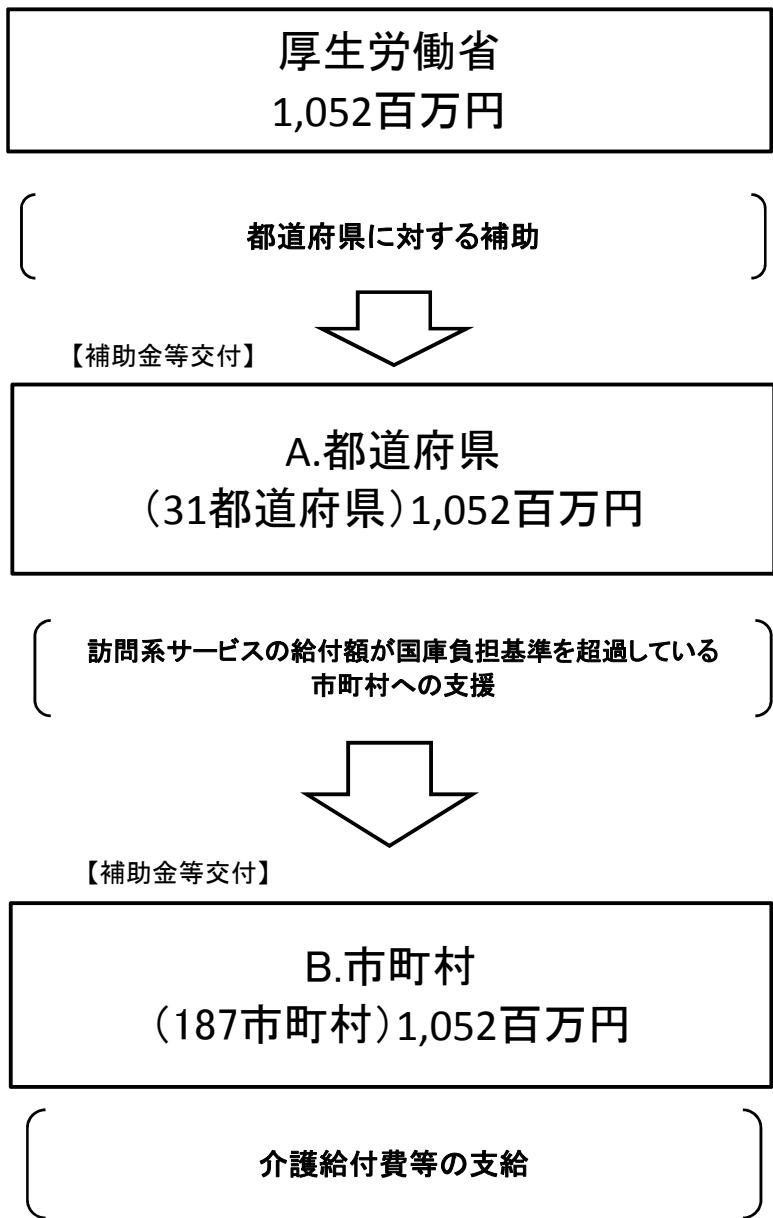 厚生労働省
1,052百万円
都道府県に対する補助
【補助金等交付】
A.都道府県
（31都道府県）1,052百万円
訪問系サービスの給付額が国庫負担基準を超過している
市町村への支援
【補助金等交付】
B.市町村
（187市町村）1,052百万円
介護給付費等の支給